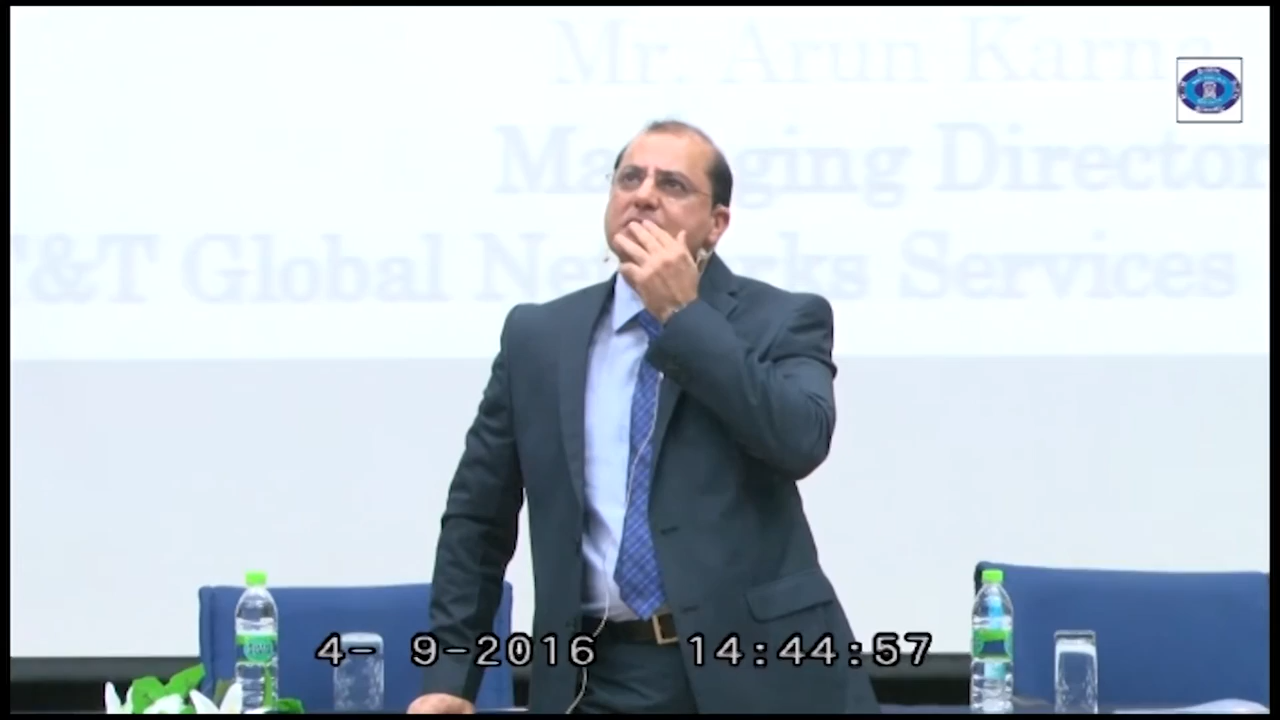 Mr. Arun Karna
Managing Director
T&T Global Networks Services
4- 9-2016 14:44:57